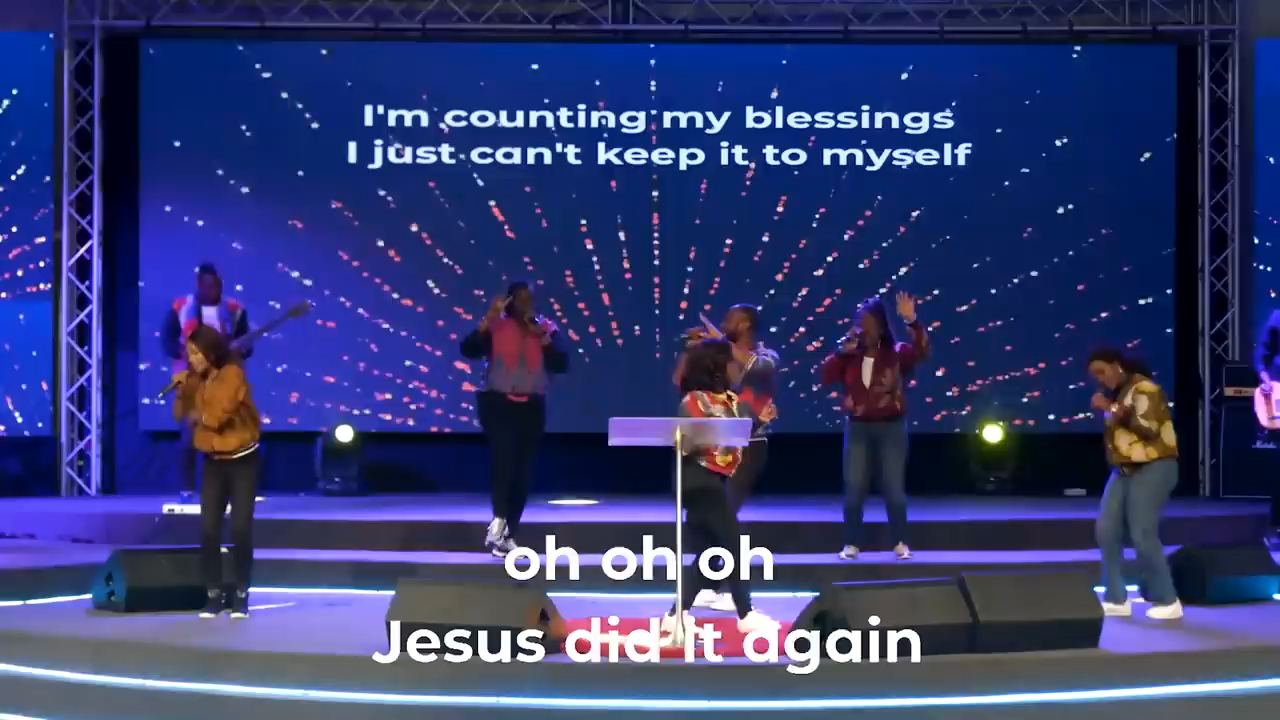 I'm counting my blessings
I just can't keep it to myself
oh oh oh
Jesus did it again